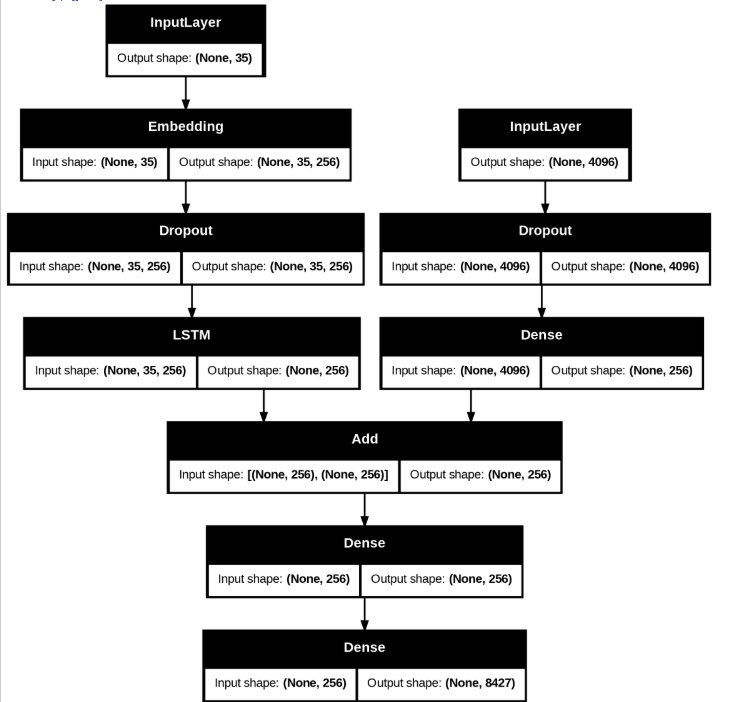 InputLayer
Output shape: (None, 35)
Embedding
Input shape: (None, 35) Output shape: (None, 35, 256)
InputLayer
Output shape: (None, 4096)
Dropout
Input shape: (None, 35, 256) Output shape: (None, 35, 256)
Dropout
Input shape: (None, 4096) Output shape: (None, 4096)
LSTM
Input shape: (None, 35, 256) Output shape: (None, 256)
Dense
Input shape: (None, 4096) Output shape: (None, 256)
Add
Input shape: [(None, 256), (None, 256)] Output shape: (None, 256)
Dense
Input shape: (None, 256) Output shape: (None, 256)
Dense
Input shape: (None, 256) Output shape: (None, 8427)